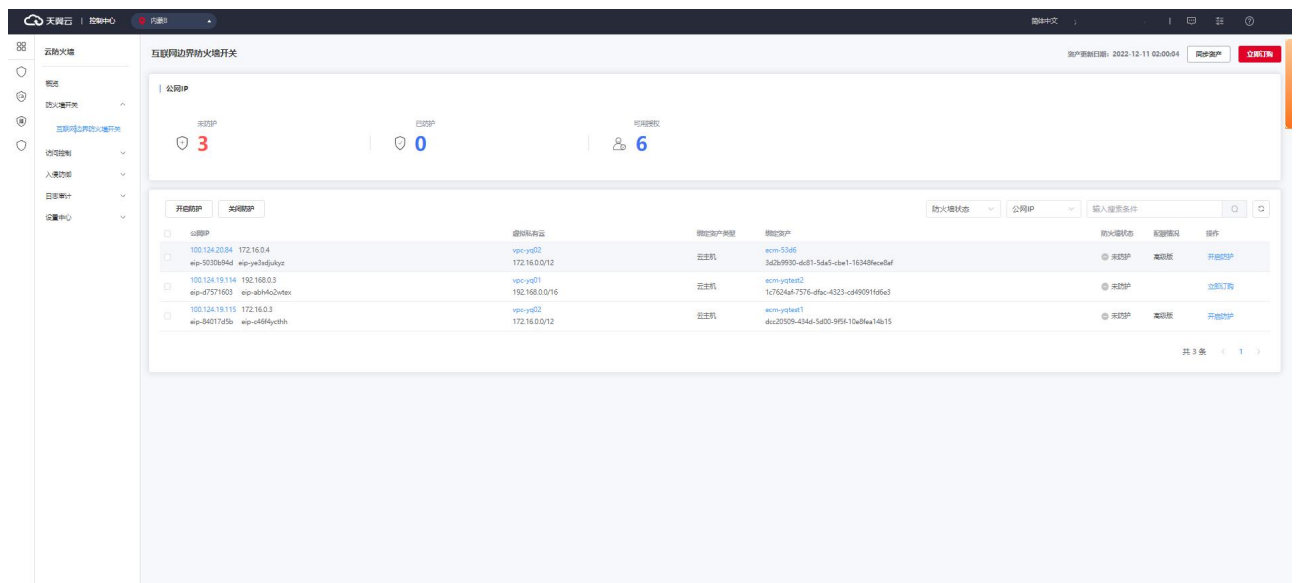 天翼云 | 控制中心 内蒙8 简体中文
云防火墙
概览
防火墙开关
互联网边界防火墙开关
访问控制
入侵防御
日志审计
设置中心
互联网边界防火墙开关
资产更新日期：2022-12-11 02:00:04 同步资产 立即订购
公网IP
未防护 已防护 可用授权
3 0 6
开启防护 关闭防护 防火墙状态 公网IP 输入搜索条件
公网IP 虚拟私有云 绑定资产类型 绑定资产 防火墙状态 配额情况 操作
100.124.20.84 172.16.0.4 vpc-yq02 云主机 ecm-53d6 未防护 高级版 开启防护
eip-5030b94d eip-ye3sdjukyz 172.16.0.0/12 3d2b9930-dc81-5da5-cbe1-16348fece8af
100.124.19.114 192.168.0.3 vpc-yq01 云主机 ecm-yqtest2 未防护 立即订购
eip-d7571603 eip-abh4o2wtex 192.168.0.0/16 1c7624af-7576-dfac-4323-cd49091fd6e3
100.124.19.115 172.16.0.3 vpc-yq02 云主机 ecm-yqtest1 未防护 高级版 开启防护
eip-84017d5b eip-c46f4ycthh 172.16.0.0/12 dcc20509-434d-5d00-9f5f-10e8fea14b15
共 3 条 1